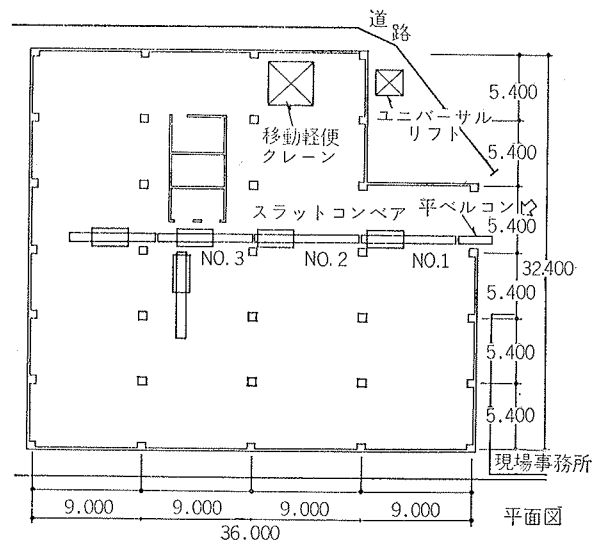 道
路
5.400
ユニバーサル
リフト
移動軽便
クレーン
5.400
スラットコンベア
平ベルコン
5.400
NO.3
NO.2
NO.1
32.400
5.400
5.400
5.400
現場事務所
9.000
9.000
9.000
9.000
36.000
平面図